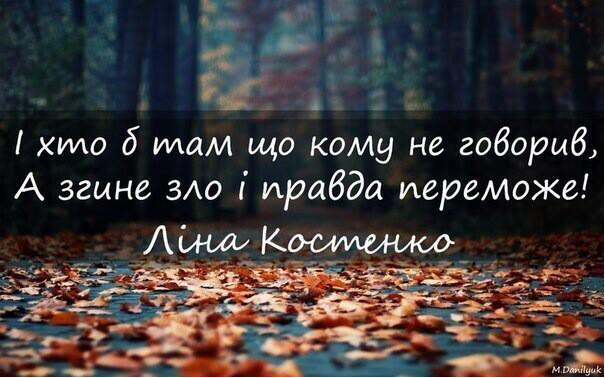 І хто б там що кому не говорив,
А згине зло і правда переможе!
Ліна Костенко
M.Danilyuk